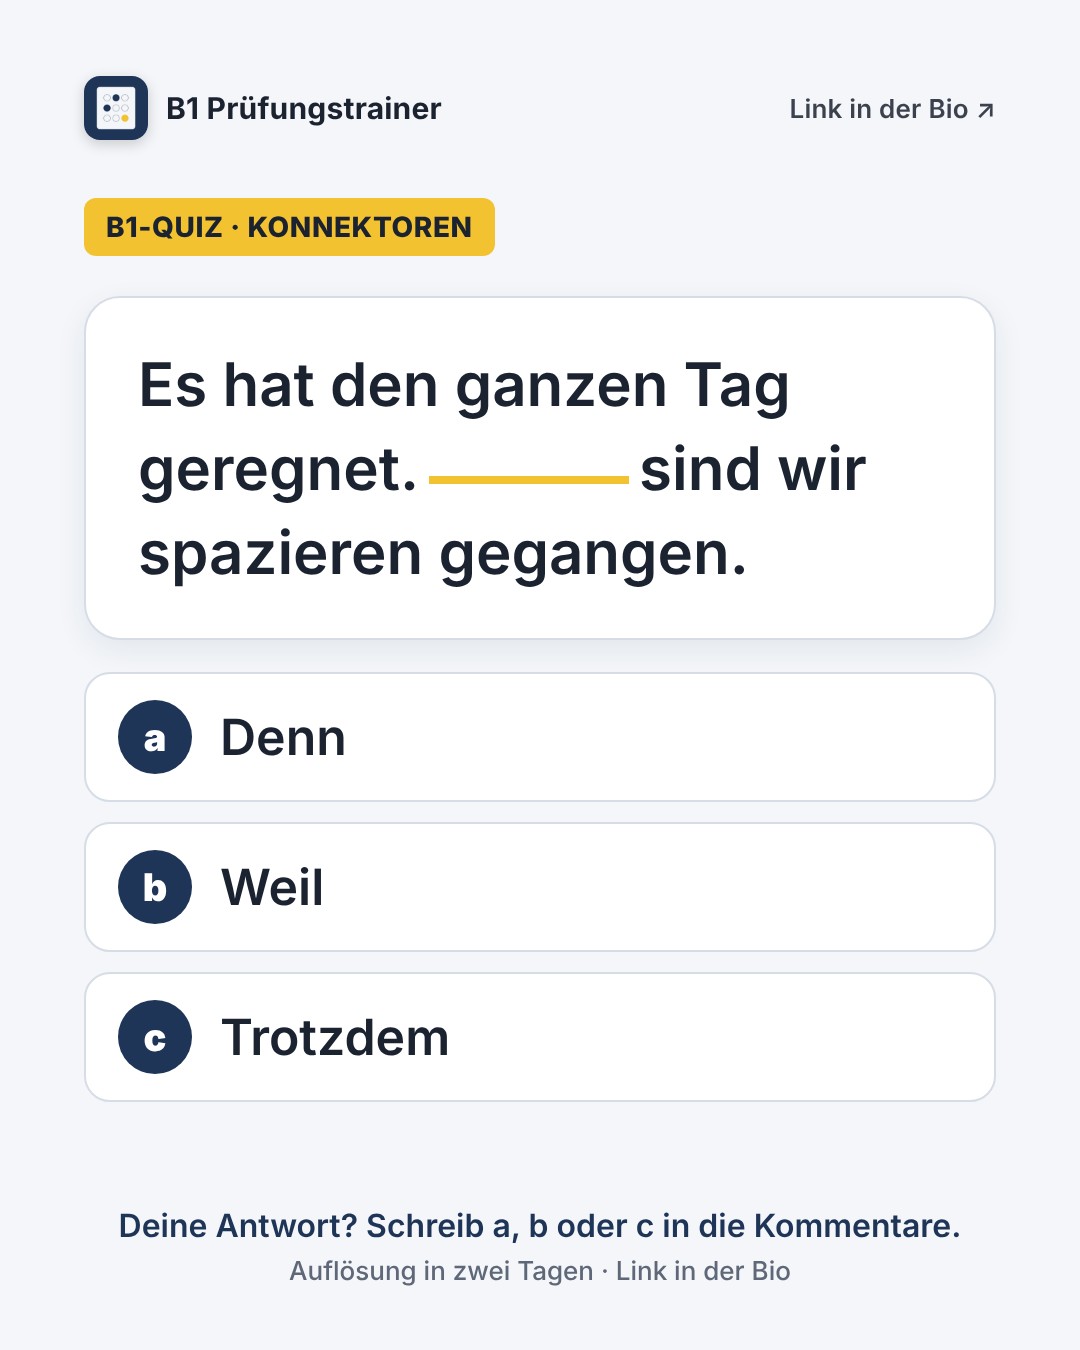 B1 Prüfungstrainer
Link in der Bio ↗
B1-QUIZ · KONNEKTOREN
Es hat den ganzen Tag
geregnet. ______ sind wir
spazieren gegangen.
a Denn
b Weil
c Trotzdem
Deine Antwort? Schreib a, b oder c in die Kommentare.
Auflösung in zwei Tagen · Link in der Bio